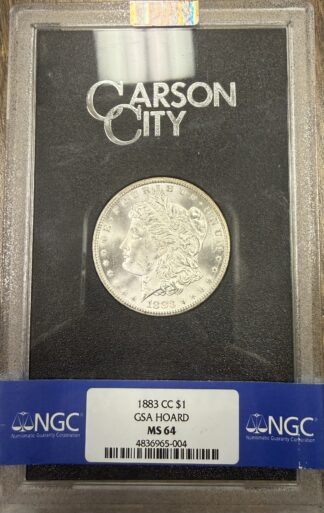 CARSON
CITY
1883
NGC
Numismatic Guaranty Corporation
1883 CC $1
GSA HOARD
MS 64
4836965-004
NGC
Numismatic Guaranty Corporation